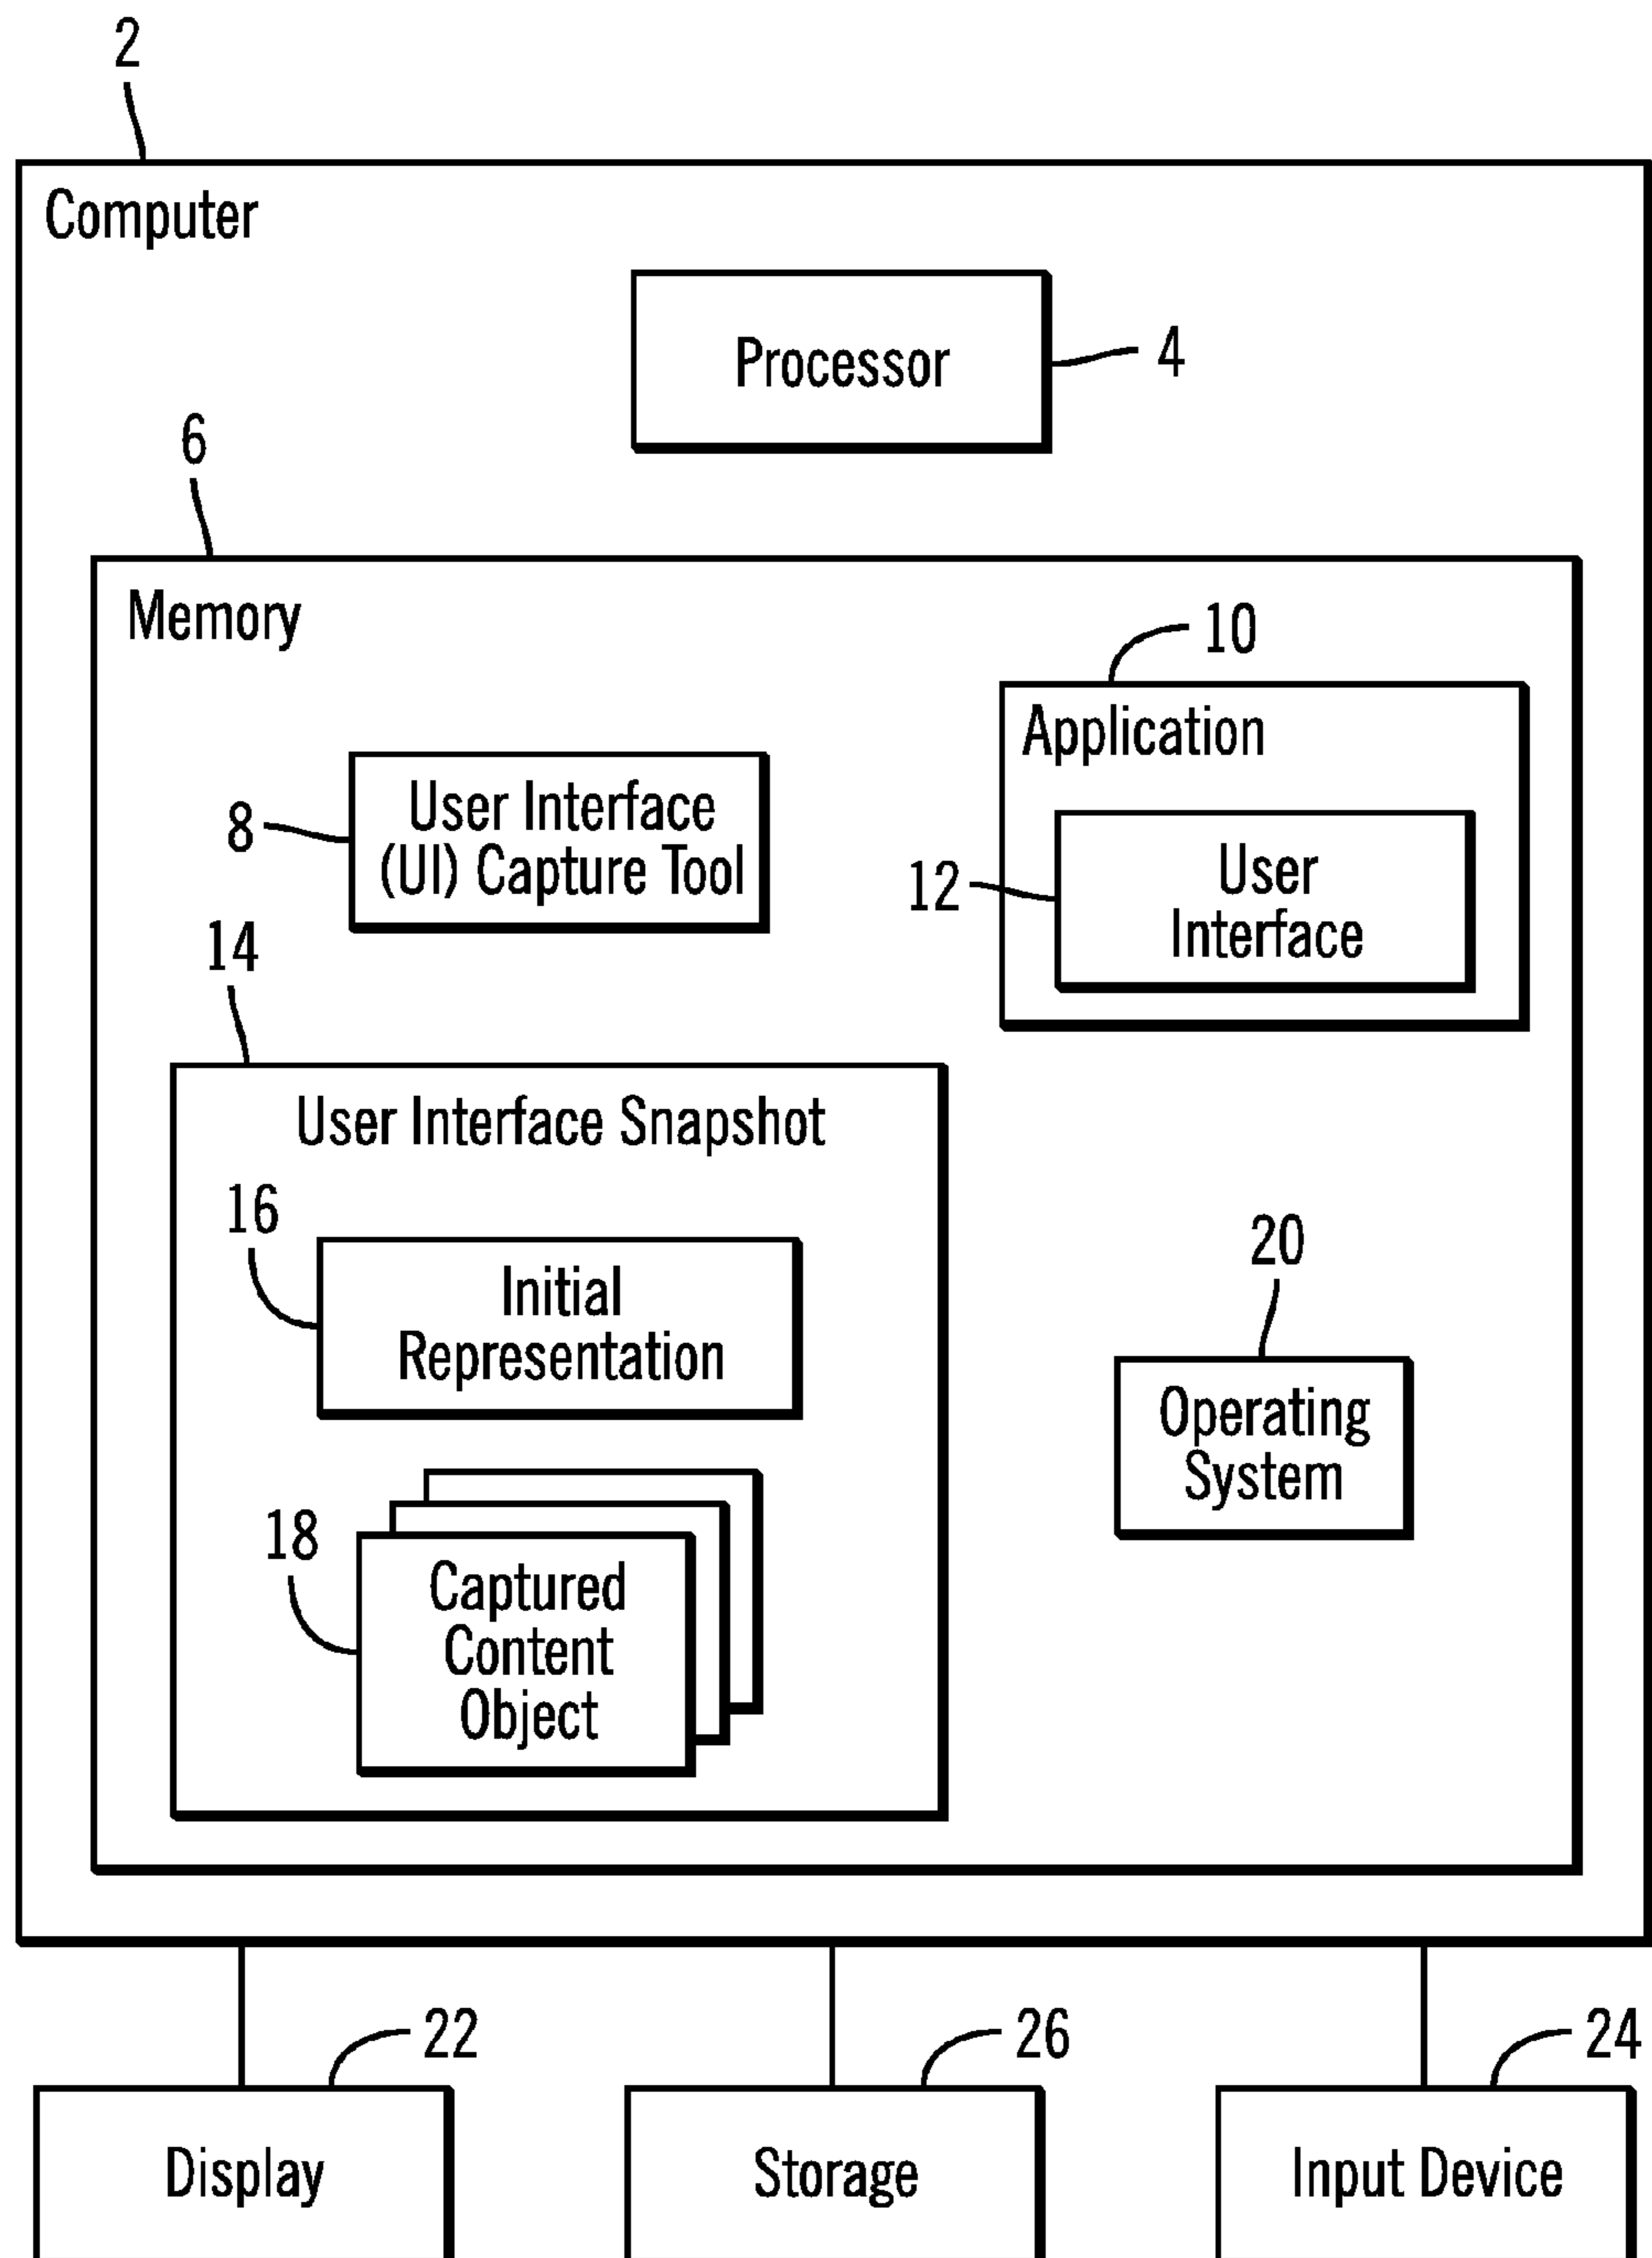 2
Computer
Processor
4
6
Memory
10
Application
User Interface
(UI) Capture Tool
8
12
User
Interface
14
User Interface Snapshot
16
Initial
Representation
20
Operating
System
18
Captured
Content
Object
22
26
24
Display
Storage
Input Device